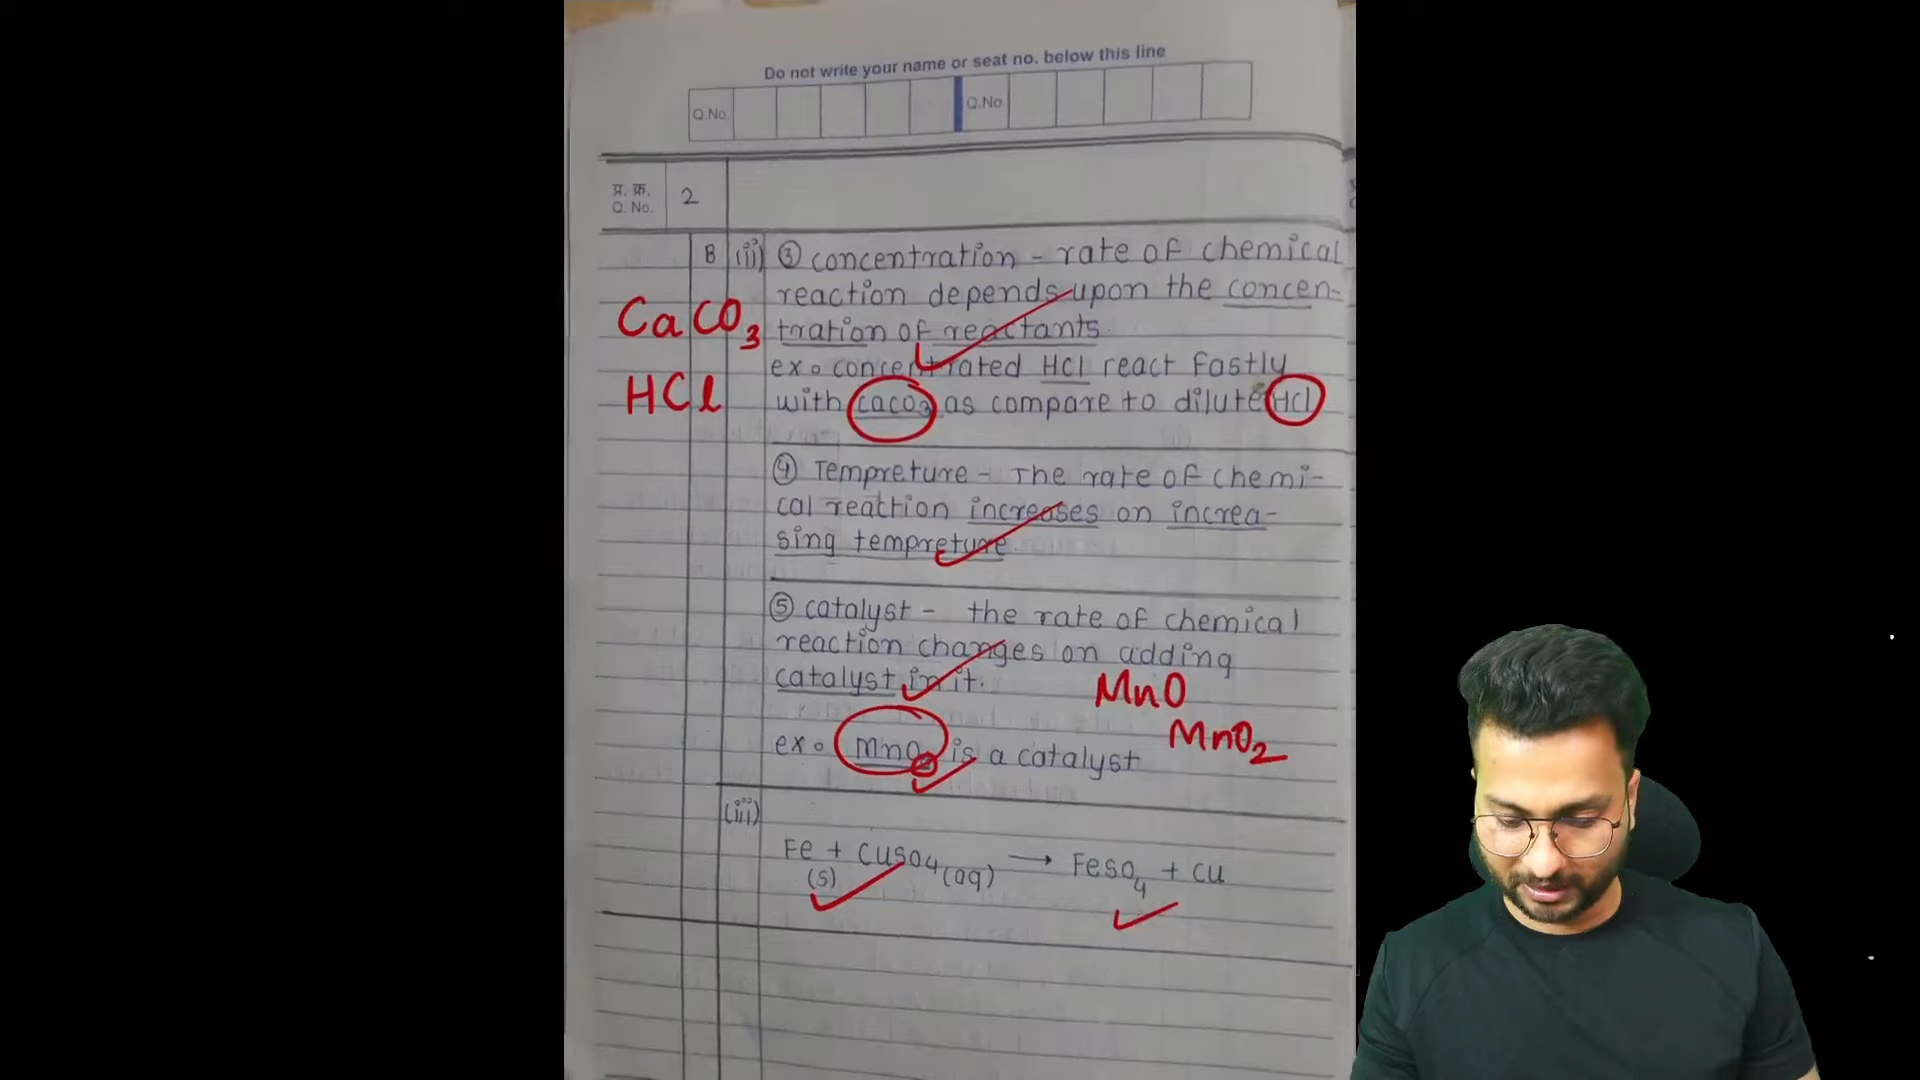 Do not write your name or seat no. below this line
Q.No Q.No
प्र. क्र.
Q. No. 2
B (ii) ③ concentration - rate of chemical
reaction depends upon the concen-
CaCO3
tration of reactants.
ex. concentrated HCl react fastly
HCl
with caco3 as compare to dilute HCl
④ Tempreture - The rate of chemi-
cal reaction increases on increa-
sing tempreture.
⑤ catalyst - the rate of chemical
reaction changes on adding
catalyst in it.
MnO
MnO2
ex. MnO2 is a catalyst
(iii)
Fe + CuSO4 (aq) → FeSO4 + Cu
(s)